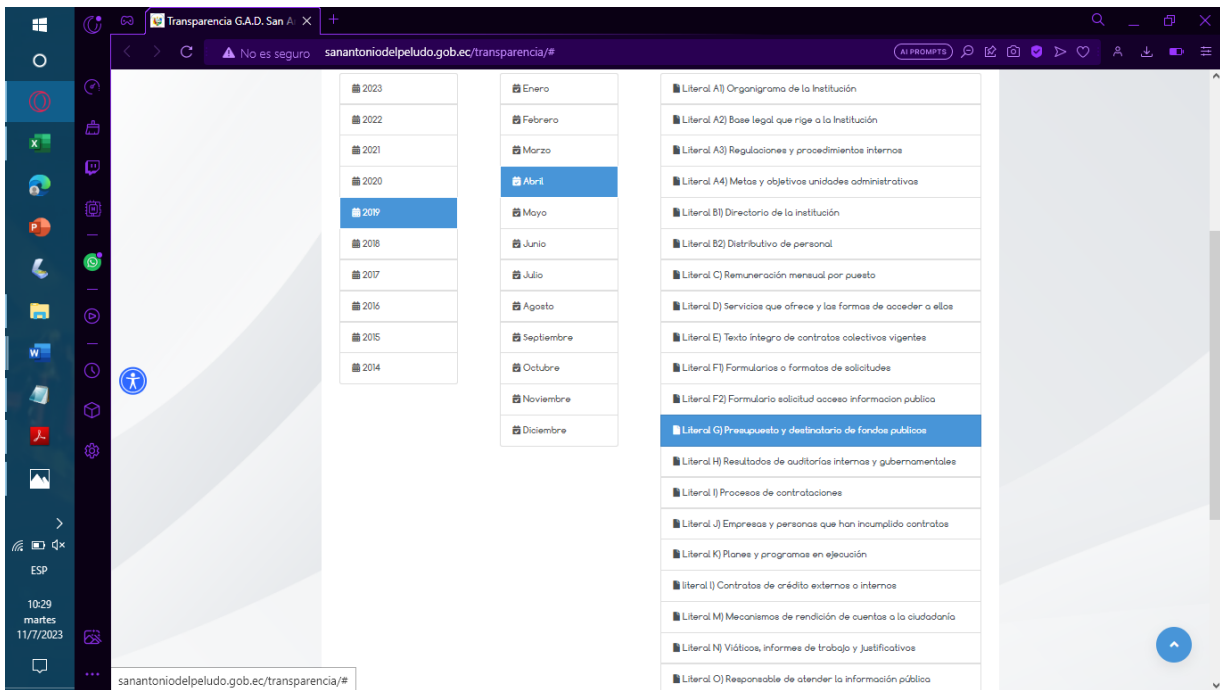 Transparencia G.A.D. San A
No es seguro sanantoniodelpeludo.gob.ec/transparencia/#
AI PROMPTS
2023
2022
2021
2020
2019
2018
2017
2016
2015
2014
Enero
Febrero
Marzo
Abril
Mayo
Junio
Julio
Agosto
Septiembre
Octubre
Noviembre
Diciembre
Literal A1) Organigrama de la Institución
Literal A2) Base legal que rige a la Institución
Literal A3) Regulaciones y procedimientos internos
Literal A4) Metas y objetivos unidades administrativas
Literal B1) Directorio de la institución
Literal B2) Distributivo de personal
Literal C) Remuneración mensual por puesto
Literal D) Servicios que ofrece y las formas de acceder a ellos
Literal E) Texto íntegro de contratos colectivos vigentes
Literal F1) Formularios o formatos de solicitudes
Literal F2) Formulario solicitud acceso informacion publica
Literal G) Presupuesto y destinatario de fondos publicos
Literal H) Resultados de auditorías internas y gubernamentales
Literal I) Procesos de contrataciones
Literal J) Empresas y personas que han incumplido contratos
Literal K) Planes y programas en ejecución
literal l) Contratos de crédito externos o internos
Literal M) Mecanismos de rendición de cuentas a la ciudadanía
Literal N) Viáticos, informes de trabajo y justificativos
Literal O) Responsable de atender la información pública
ESP
10:29
martes
11/7/2023
sanantoniodelpeludo.gob.ec/transparencia/#